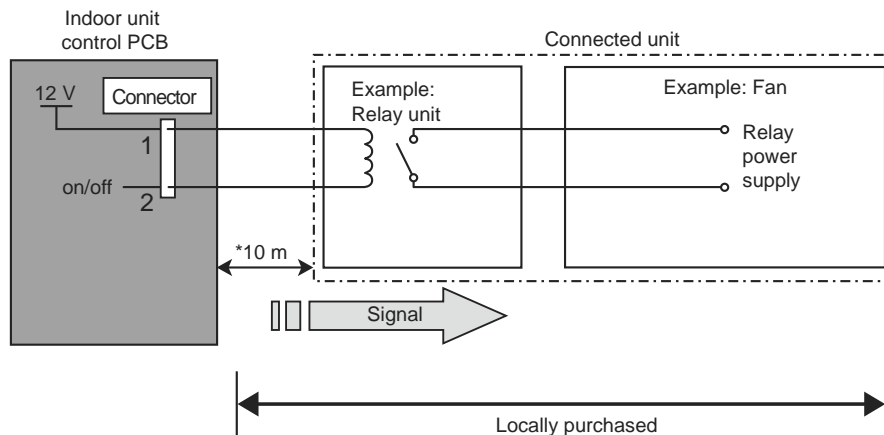 Indoor unit
control PCB
Connected unit
12 V
Connector
1
on/off
2
Example:
Relay unit
Example: Fan
Relay
power
supply
*10 m
Signal
Locally purchased